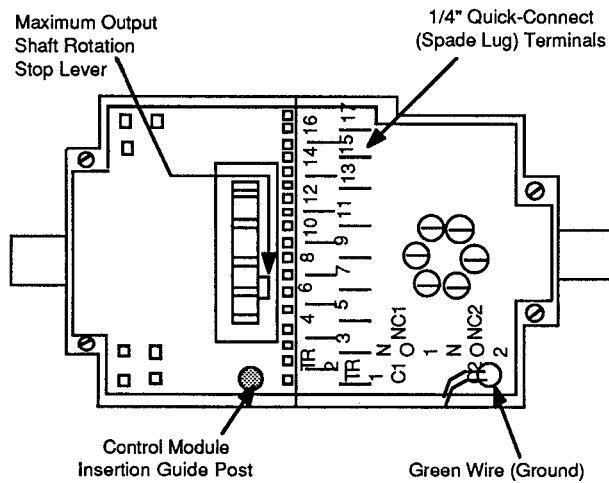 Maximum Output
Shaft Rotation
Stop Lever
1/4" Quick-Connect
(Spade Lug) Terminals
16
17
14
15
12
13
10
11
8
9
6
7
4
5
TR
2
3
TR
1
NC1
N
O
C1
1
NC2
N
O
2
Control Module
Insertion Guide Post
Green Wire (Ground)